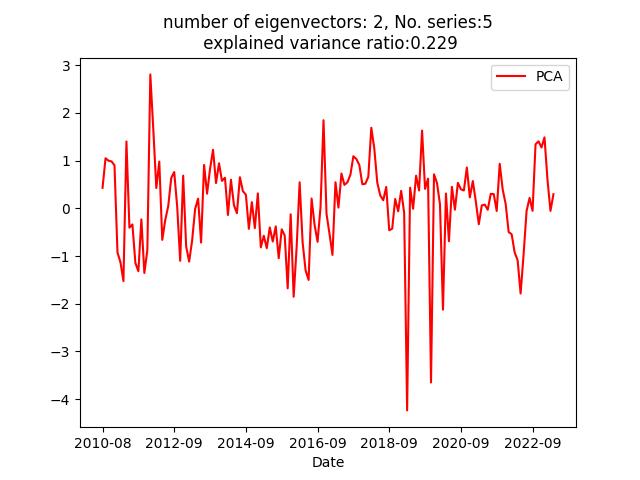 number of eigenvectors: 2, No. series:5
explained variance ratio:0.229
PCA
3
2
1
0
−1
−2
−3
−4
2010-08 2012-09 2014-09 2016-09 2018-09 2020-09 2022-09
Date